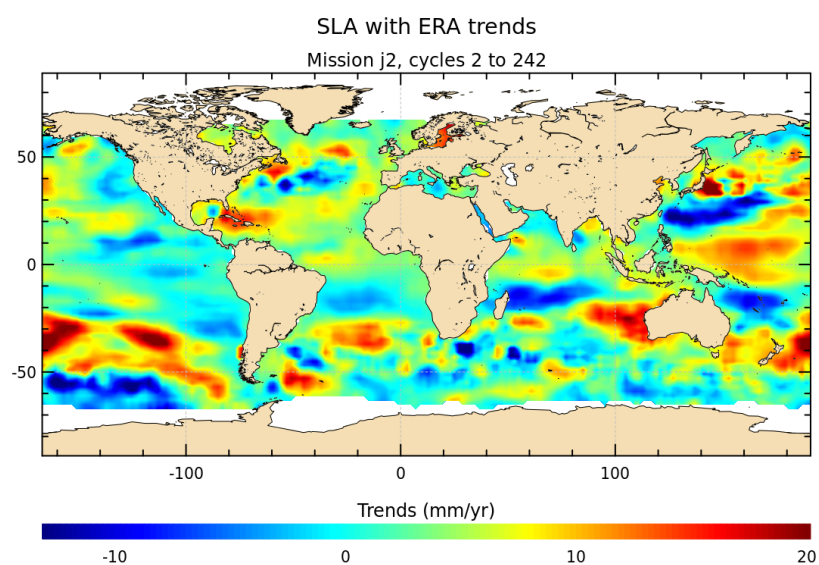 SLA with ERA trends
Mission j2, cycles 2 to 242
50
0
-50
-100 0 100
Trends (mm/yr)
-10 0 10 20